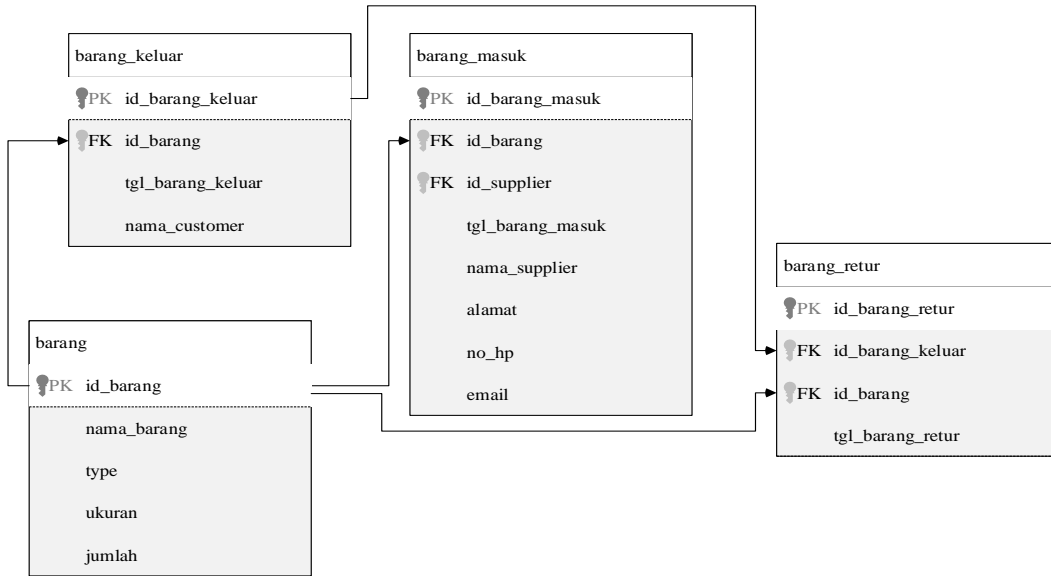 barang_keluar
PK id_barang_keluar
FK id_barang
tgl_barang_keluar
nama_customer
barang_masuk
PK id_barang_masuk
FK id_barang
FK id_supplier
tgl_barang_masuk
nama_supplier
alamat
no_hp
email
barang_retur
PK id_barang_retur
FK id_barang_keluar
FK id_barang
tgl_barang_retur
barang
PK id_barang
nama_barang
type
ukuran
jumlah